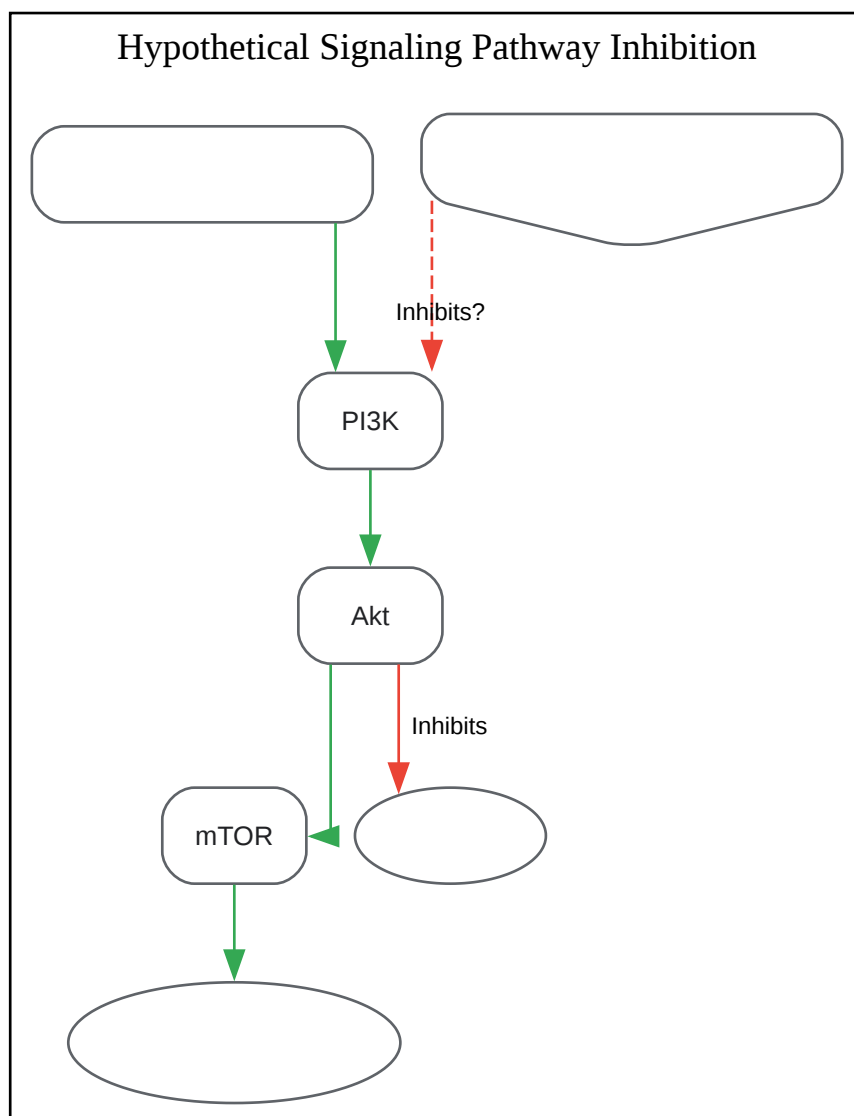 Hypothetical Signaling Pathway Inhibition
Inhibits?
PI3K
Akt
Inhibits
mTOR